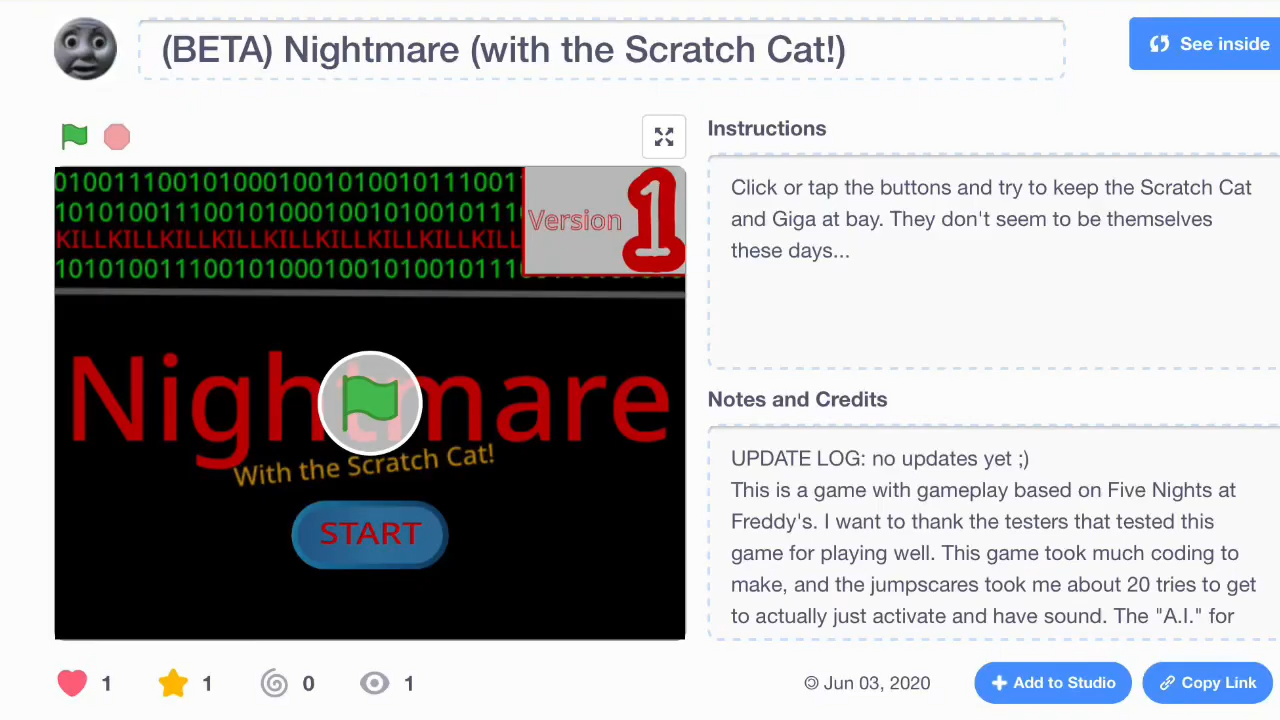 (BETA) Nightmare (with the Scratch Cat!)
See inside
Instructions
Click or tap the buttons and try to keep the Scratch Cat
and Giga at bay. They don't seem to be themselves
these days...
010011100101000100101001011110011
1010100111001010001001010010111
KILLKILLKILLKILLKILLKILLKILLKILLKILL
1010100111001010001001010010111
Version 1
Nightmare
With the Scratch Cat!
START
Notes and Credits
UPDATE LOG: no updates yet ;)
This is a game with gameplay based on Five Nights at
Freddy's. I want to thank the testers that tested this
game for playing well. This game took much coding to
make, and the jumpscares took me about 20 tries to get
to actually just activate and have sound. The "A.I." for
1 1 0 1
Jun 03, 2020
Add to Studio
Copy Link